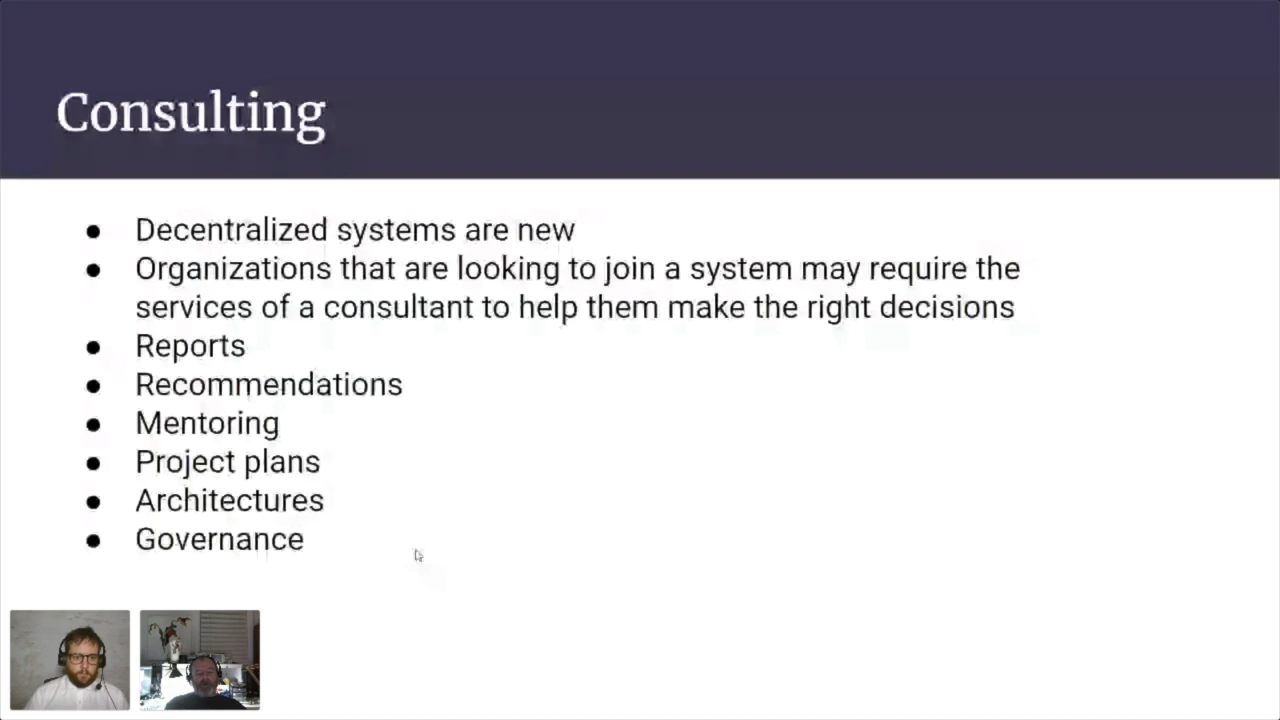 Consulting
● Decentralized systems are new
● Organizations that are looking to join a system may require the
services of a consultant to help them make the right decisions
● Reports
● Recommendations
● Mentoring
● Project plans
● Architectures
● Governance